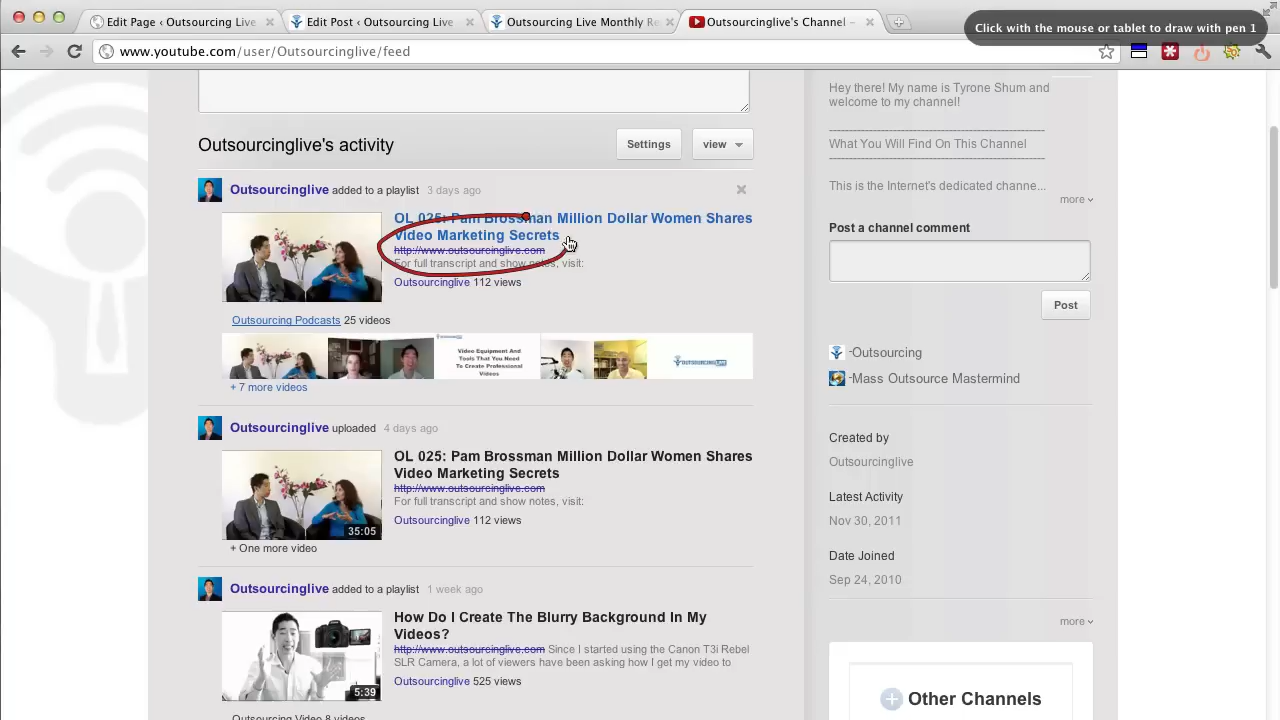 Edit Page ‹ Outsourcing Live
Edit Post ‹ Outsourcing Live
Outsourcing Live Monthly Re
Outsourcinglive's Channel –
Click with the mouse or tablet to draw with pen 1
www.youtube.com/user/Outsourcinglive/feed
Hey there! My name is Tyrone Shum and
welcome to my channel!
What You Will Find On This Channel
This is the Internet's dedicated channe...
more
Outsourcinglive's activity
Settings
view
Outsourcinglive added to a playlist 3 days ago
OL 025: Pam Brossman Million Dollar Women Shares
Video Marketing Secrets
http://www.outsourcinglive.com
For full transcript and show notes, visit:
Outsourcinglive 112 views
Outsourcing Podcasts 25 videos
Video Equipment And
Tools That You Need
To Create Professional
Videos
OUTSOURCINGLIVE
+ 7 more videos
Post a channel comment
Post
-Outsourcing
-Mass Outsource Mastermind
Outsourcinglive uploaded 4 days ago
OL 025: Pam Brossman Million Dollar Women Shares
Video Marketing Secrets
http://www.outsourcinglive.com
For full transcript and show notes, visit:
Outsourcinglive 112 views
35:05
+ One more video
Created by
Outsourcinglive
Latest Activity
Nov 30, 2011
Date Joined
Sep 24, 2010
more
Outsourcinglive added to a playlist 1 week ago
How Do I Create The Blurry Background In My
Videos?
http://www.outsourcinglive.com Since I started using the Canon T3i Rebel
SLR Camera, a lot of viewers have been asking how I get my video to
Outsourcinglive 525 views
5:39
Outsourcing Video 8 videos
Other Channels